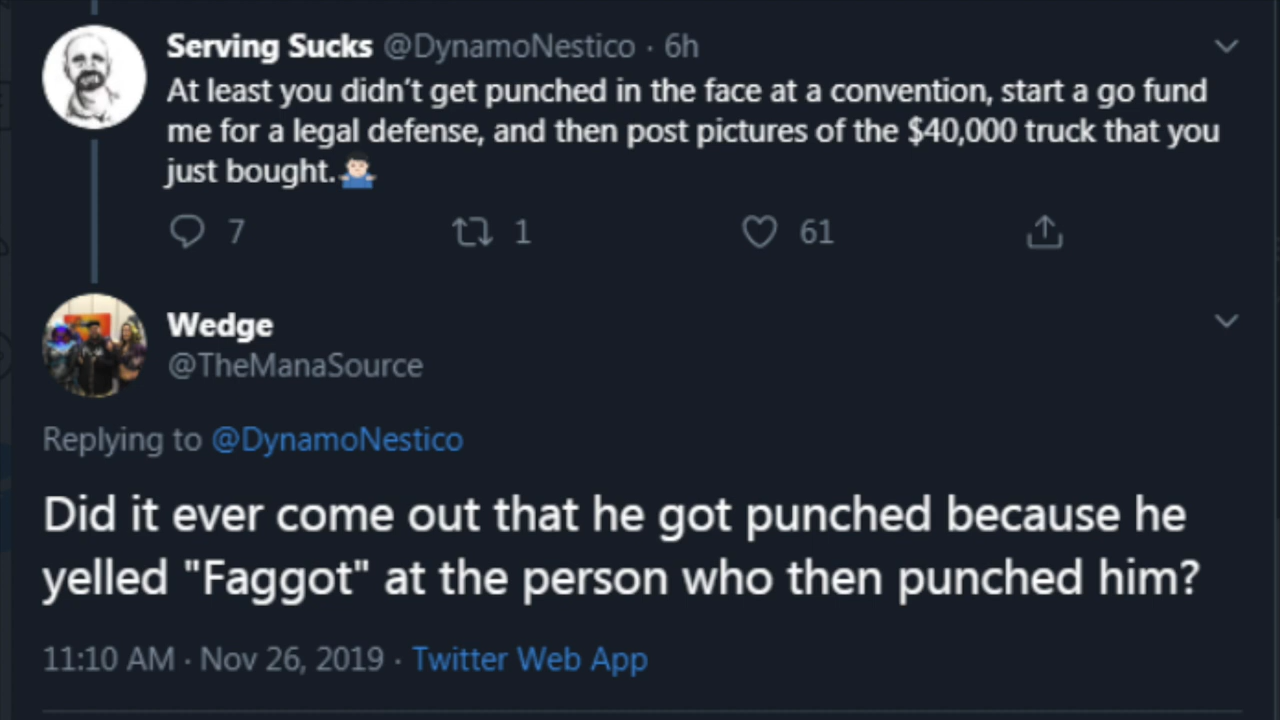 Serving Sucks @DynamoNestico · 6h
At least you didn’t get punched in the face at a convention, start a go fund
me for a legal defense, and then post pictures of the $40,000 truck that you
just bought.🤷🏻‍♂️
7 1 61
Wedge
@TheManaSource
Replying to @DynamoNestico
Did it ever come out that he got punched because he
yelled "Faggot" at the person who then punched him?
11:10 AM · Nov 26, 2019 · Twitter Web App